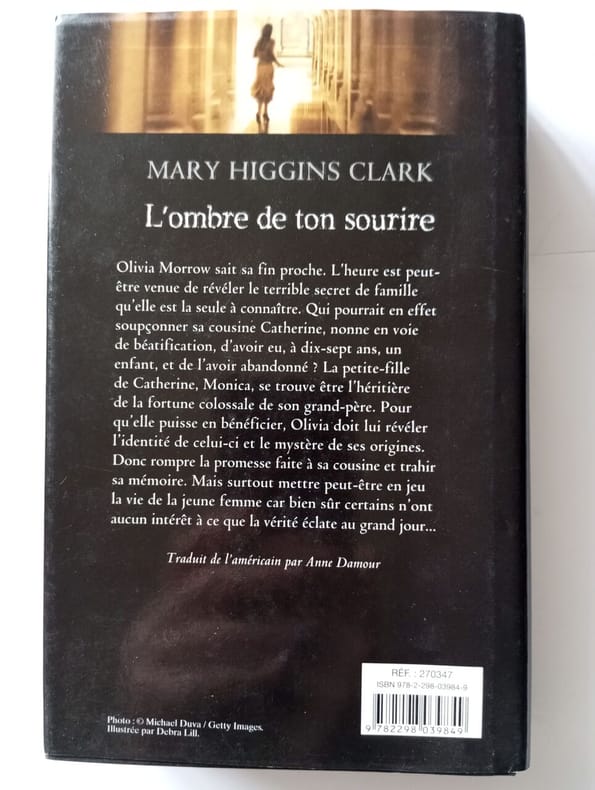 MARY HIGGINS CLARK
L'ombre de ton sourire
Olivia Morrow sait sa fin proche. L'heure est peut-
être venue de révéler le terrible secret de famille
qu'elle est la seule à connaître. Qui pourrait en effet
soupçonner sa cousine Catherine, nonne en voie
de béatification, d'avoir eu, à dix-sept ans, un
enfant, et de l'avoir abandonné ? La petite-fille
de Catherine, Monica, se trouve être l'héritière
de la fortune colossale de son grand-père. Pour
qu'elle puisse en bénéficier, Olivia doit lui révéler
l'identité de celui-ci et le mystère de ses origines.
Donc rompre la promesse faite à sa cousine et trahir
sa mémoire. Mais surtout mettre peut-être en jeu
la vie de la jeune femme car bien sûr certains n'ont
aucun intérêt à ce que la vérité éclate au grand jour...
Traduit de l'américain par Anne Damour
RÉF. : 270347
ISBN 978-2-298-03984-9
9 782298 039849
Photo : © Michael Duva / Getty Images.
Illustrée par Debra Lill.